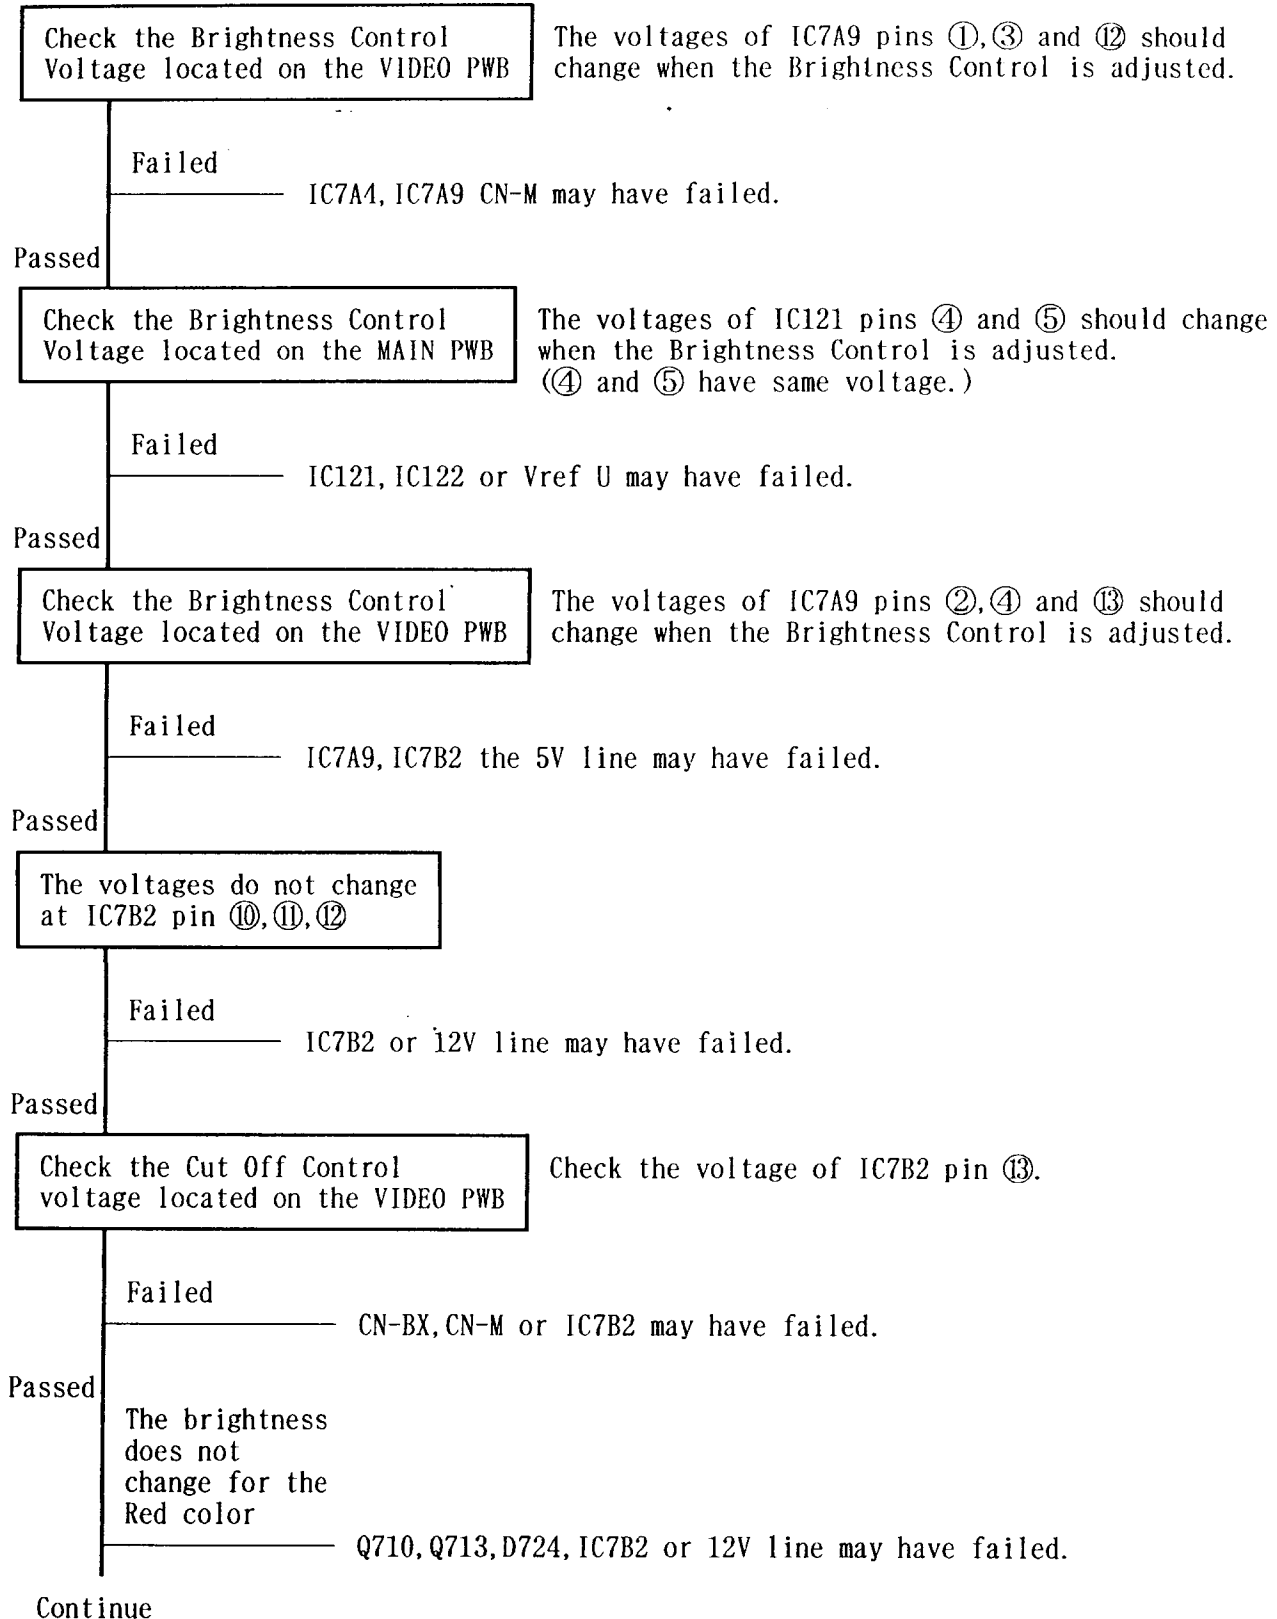 Check the Brightness Control
Voltage located on the VIDEO PWB
The voltages of IC7A9 pins ①,③ and ⑫ should
change when the Brightness Control is adjusted.
Failed
IC7A4,IC7A9 CN-M may have failed.
Passed
Check the Brightness Control
Voltage located on the MAIN PWB
The voltages of IC121 pins ④ and ⑤ should change
when the Brightness Control is adjusted.
(④ and ⑤ have same voltage.)
Failed
IC121,IC122 or Vref U may have failed.
Passed
Check the Brightness Control
Voltage located on the VIDEO PWB
The voltages of IC7A9 pins ②,④ and ⑬ should
change when the Brightness Control is adjusted.
Failed
IC7A9,IC7B2 the 5V line may have failed.
Passed
The voltages do not change
at IC7B2 pin ⑩,⑪,⑫
Failed
IC7B2 or 12V line may have failed.
Passed
Check the Cut Off Control
voltage located on the VIDEO PWB
Check the voltage of IC7B2 pin ⑬.
Failed
CN-BX,CN-M or IC7B2 may have failed.
Passed
The brightness
does not
change for the
Red color
Q710,Q713,D724,IC7B2 or 12V line may have failed.
Continue